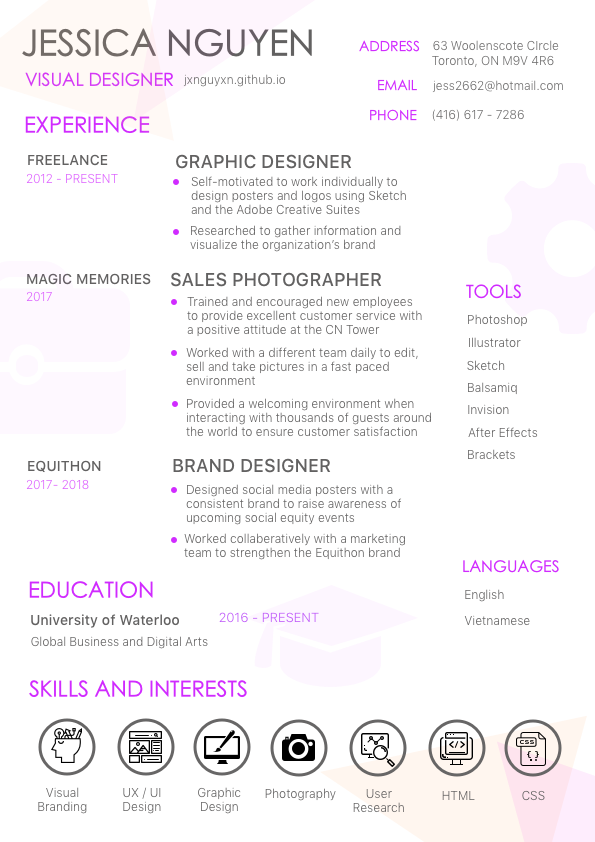 JESSICA NGUYEN
VISUAL DESIGNER jxnguyxn.github.io
ADDRESS 63 Woolenscote CIrcle
Toronto, ON M9V 4R6
EMAIL jess2662@hotmail.com
PHONE (416) 617 - 7286
EXPERIENCE
FREELANCE
2012 - PRESENT
GRAPHIC DESIGNER
Self-motivated to work individually to
design posters and logos using Sketch
and the Adobe Creative Suites
Researched to gather information and
visualize the organization’s brand
MAGIC MEMORIES
2017
SALES PHOTOGRAPHER
Trained and encouraged new employees
to provide excellent customer service with
a positive attitude at the CN Tower
Worked with a different team daily to edit,
sell and take pictures in a fast paced
environment
Provided a welcoming environment when
interacting with thousands of guests around
the world to ensure customer satisfaction
EQUITHON
2017- 2018
BRAND DESIGNER
Designed social media posters with a
consistent brand to raise awareness of
upcoming social equity events
Worked collaberatively with a marketing
team to strengthen the Equithon brand
TOOLS
Photoshop
Illustrator
Sketch
Balsamiq
Invision
After Effects
Brackets
LANGUAGES
English
Vietnamese
EDUCATION
University of Waterloo 2016 - PRESENT
Global Business and Digital Arts
SKILLS AND INTERESTS
CSS
Visual
Branding
UX / UI
Design
Graphic
Design
Photography
User
Research
HTML
CSS